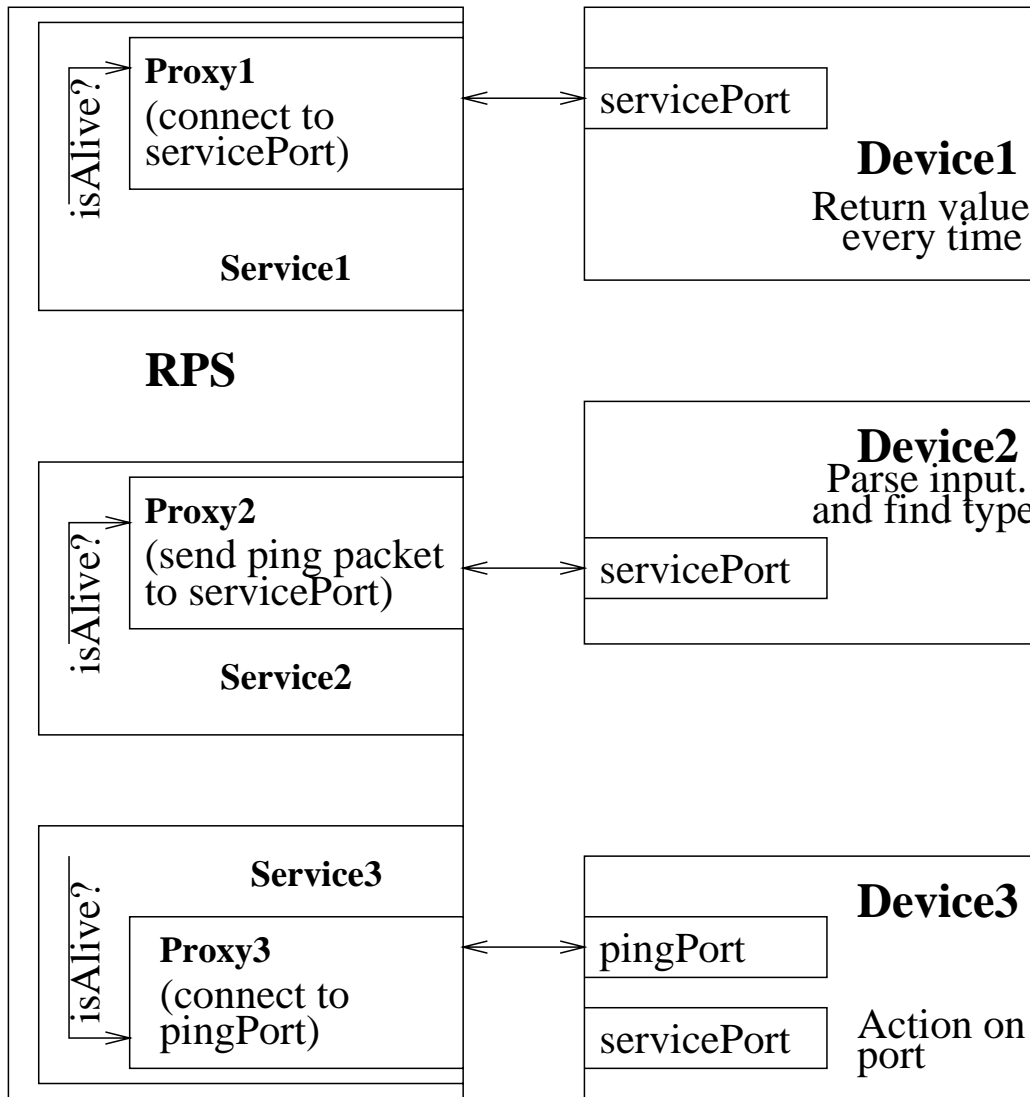 isAlive?
Proxy1
(connect to
servicePort)
Service1
servicePort
Device1
Return value
every time
RPS
isAlive?
Proxy2
(send ping packet
to servicePort)
Service2
Device2
Parse input.
and find type
servicePort
isAlive?
Service3
Proxy3
(connect to
pingPort)
Device3
pingPort
servicePort
Action on
port